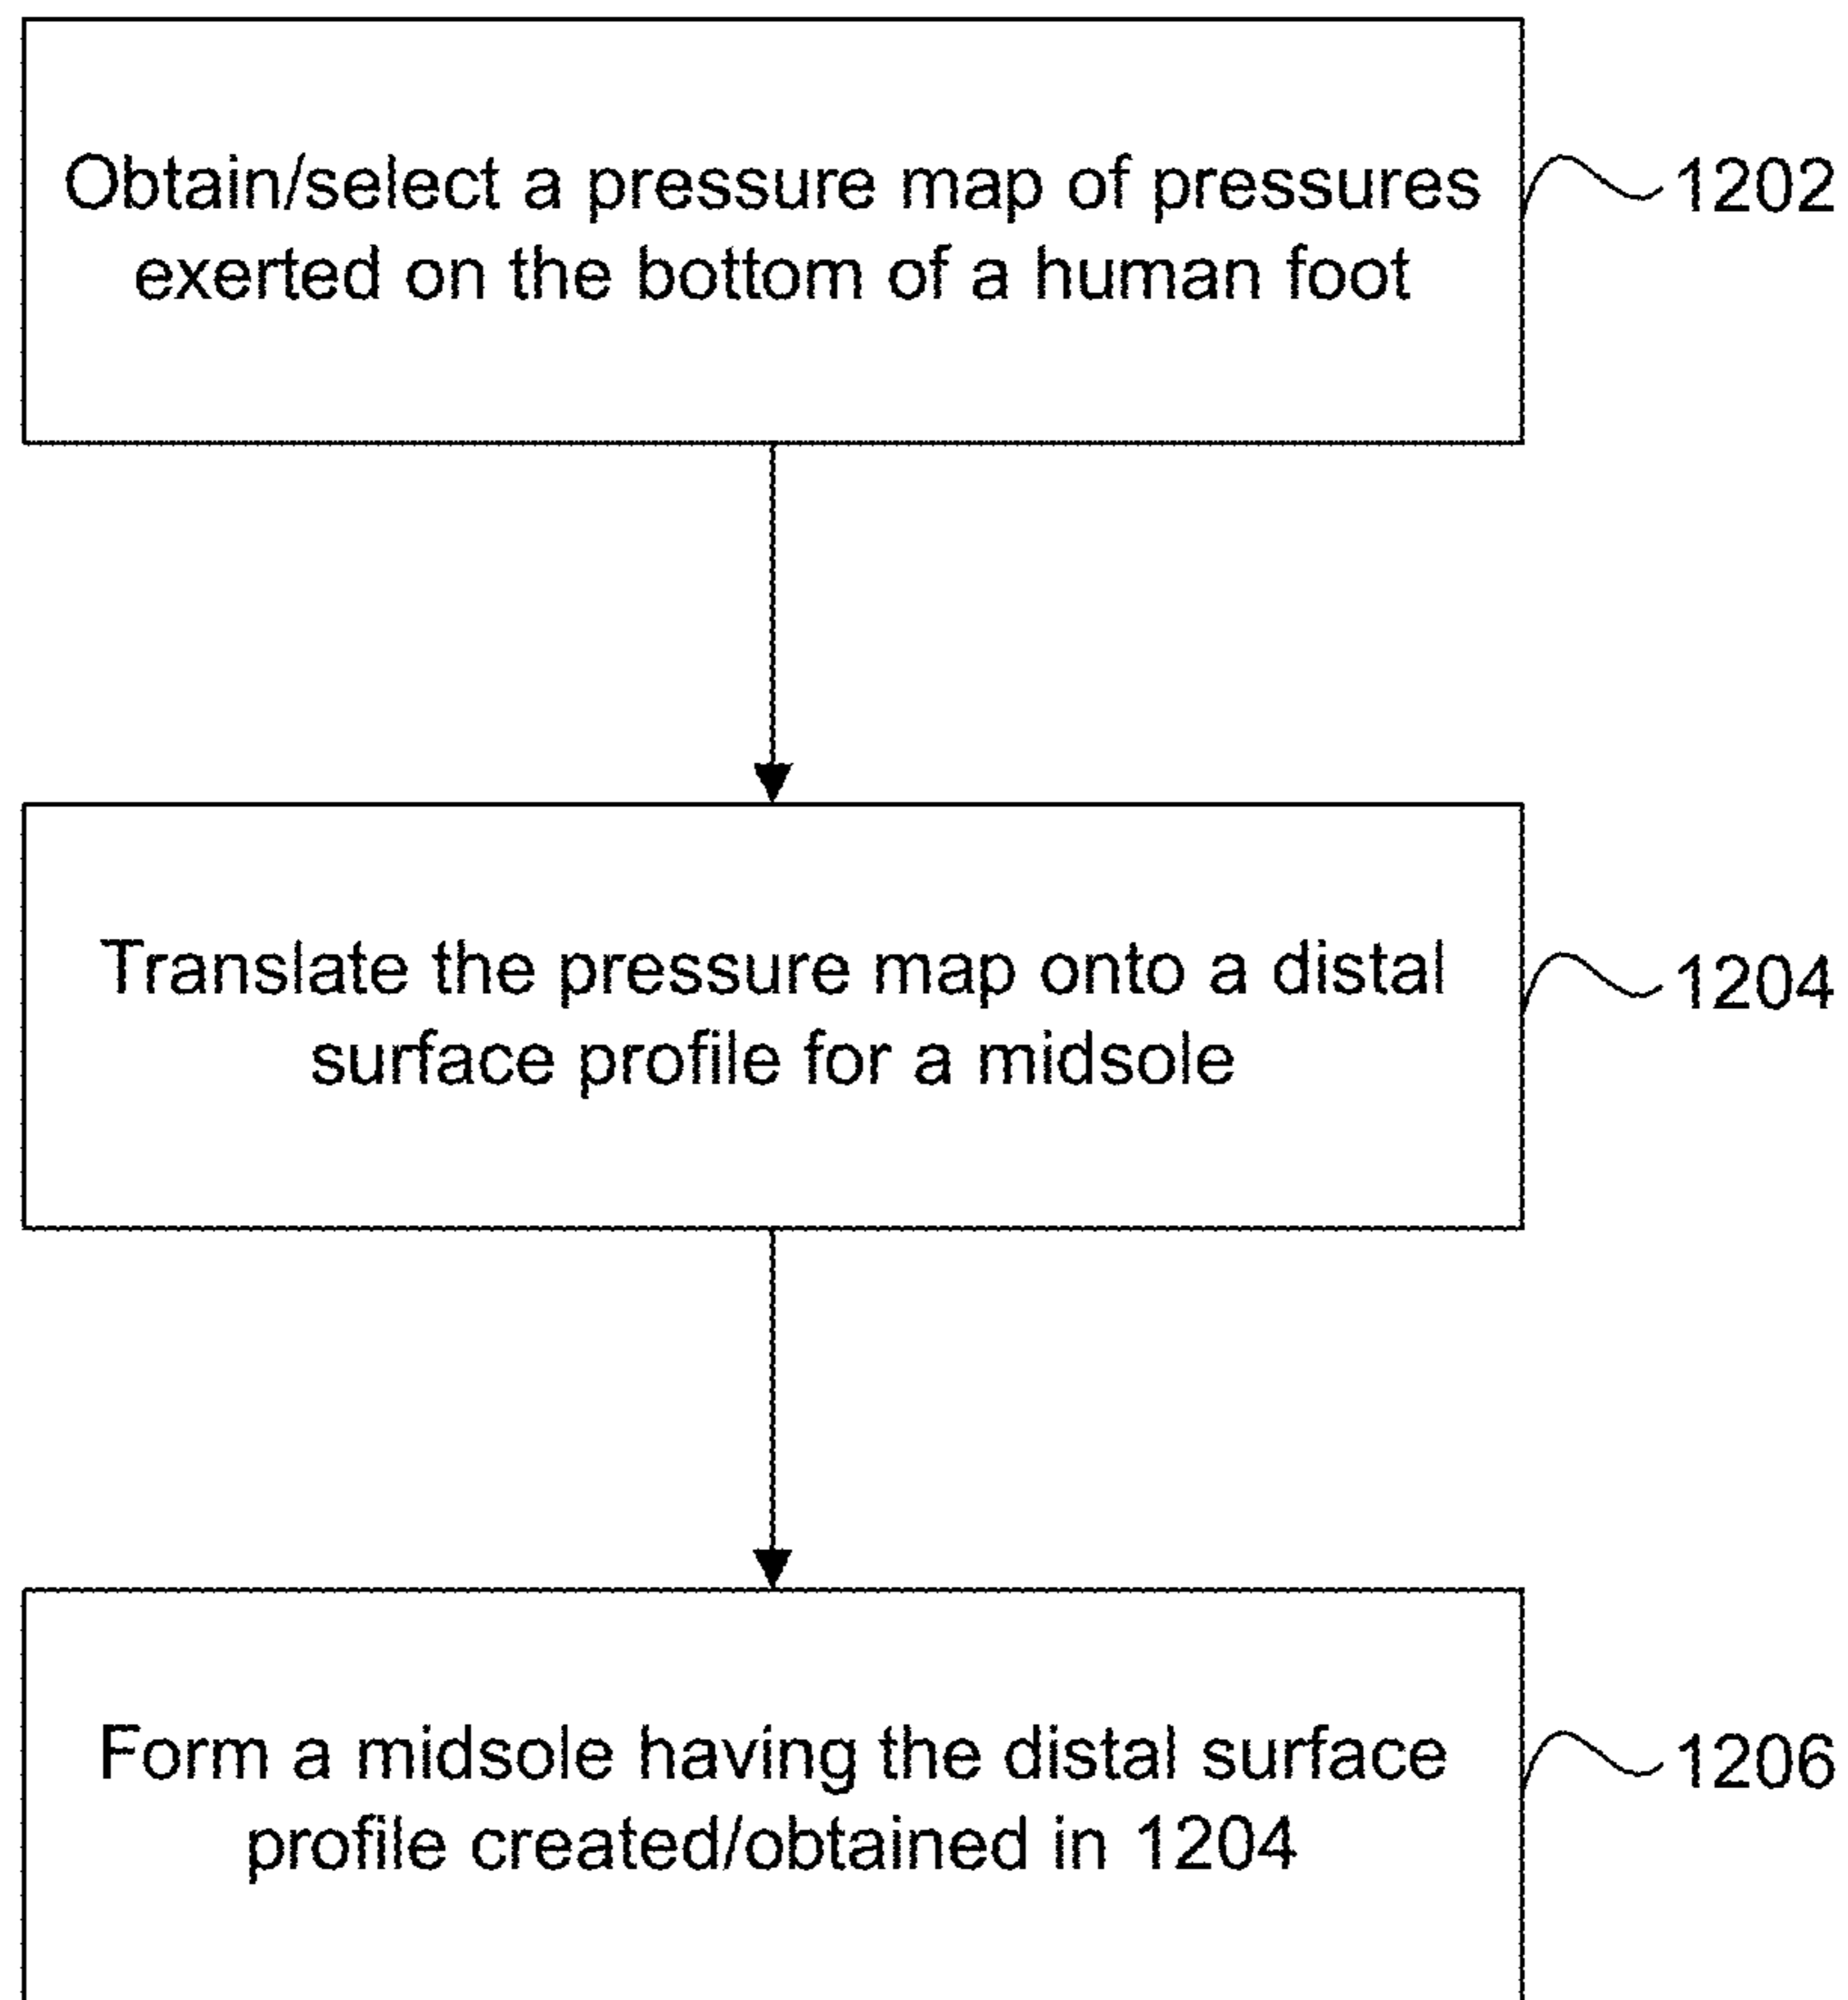 Obtain/select a pressure map of pressures
exerted on the bottom of a human foot
1202
Translate the pressure map onto a distal
surface profile for a midsole
1204
Form a midsole having the distal surface
profile created/obtained in 1204
1206